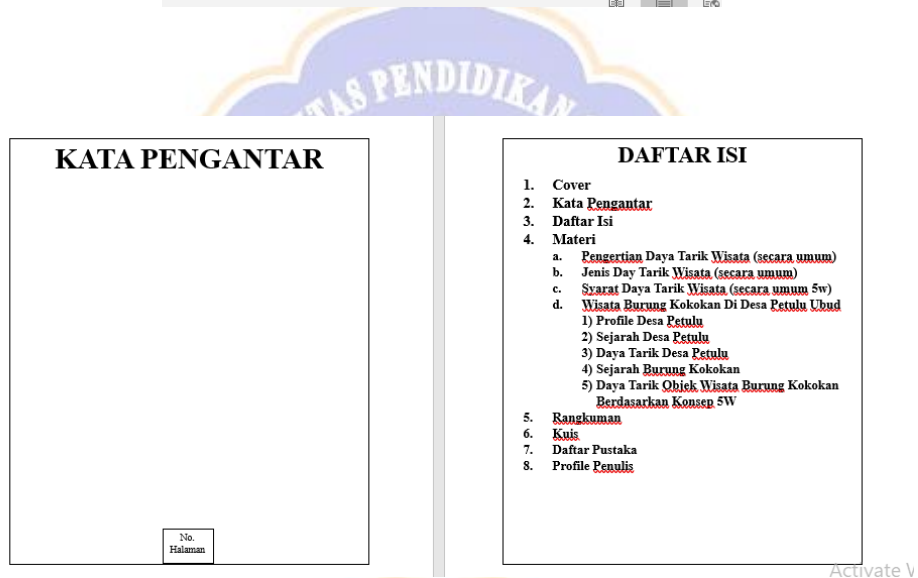 TAS PENDIDIKAN
KATA PENGANTAR
No.
Halaman
DAFTAR ISI
1. Cover
2. Kata Pengantar
3. Daftar Isi
4. Materi
a. Pengertian Daya Tarik Wisata (secara umum)
b. Jenis Day Tarik Wisata (secara umum)
c. Syarat Daya Tarik Wisata (secara umum 5w)
d. Wisata Burung Kokokan Di Desa Petulu Ubud
1) Profile Desa Petulu
2) Sejarah Desa Petulu
3) Daya Tarik Desa Petulu
4) Sejarah Burung Kokokan
5) Daya Tarik Objek Wisata Burung Kokokan
Berdasarkan Konsep 5W
5. Rangkuman
6. Kuis
7. Daftar Pustaka
8. Profile Penulis
Activate